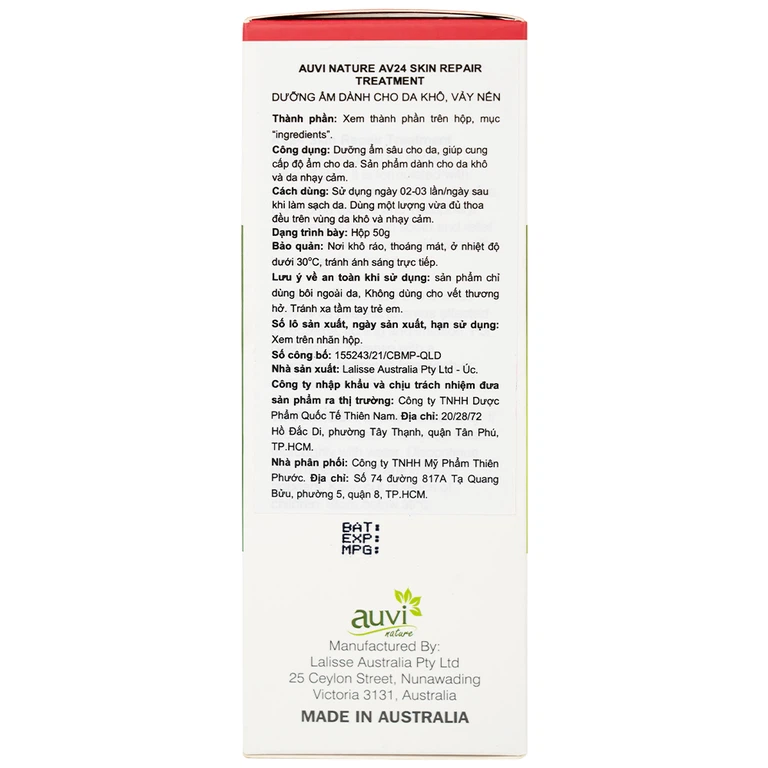 AUVI NATURE AV24 SKIN REPAIR
TREATMENT
DƯỠNG ẨM DÀNH CHO DA KHÔ, VẢY NẾN
Thành phần: Xem thành phần trên hộp, mục
“ingredients”.
Công dụng: Dưỡng ẩm sâu cho da, giúp cung
cấp độ ẩm cho da. Sản phẩm dành cho da khô
và da nhạy cảm.
Cách dùng: Sử dụng ngày 02-03 lần/ngày sau
khi làm sạch da. Dùng một lượng vừa đủ thoa
đều trên vùng da khô và nhạy cảm.
Dạng trình bày: Hộp 50g
Bảo quản: Nơi khô ráo, thoáng mát, ở nhiệt độ
dưới 30°C, tránh ánh sáng trực tiếp.
Lưu ý về an toàn khi sử dụng: sản phẩm chỉ
dùng bôi ngoài da, Không dùng cho vết thương
hở. Tránh xa tầm tay trẻ em.
Số lô sản xuất, ngày sản xuất, hạn sử dụng:
Xem trên nhãn hộp.
Số công bố: 155243/21/CBMP-QLD
Nhà sản xuất: Lalisse Australia Pty Ltd - Úc.
Công ty nhập khẩu và chịu trách nhiệm đưa
sản phẩm ra thị trường: Công ty TNHH Dược
Phẩm Quốc Tế Thiên Nam. Địa chỉ: 20/28/72
Hồ Đắc Di, phường Tây Thạnh, quận Tân Phú,
TP.HCM.
Nhà phân phối: Công ty TNHH Mỹ Phẩm Thiên
Phước. Địa chỉ: Số 74 đường 817A Tạ Quang
Bửu, phường 5, quận 8, TP.HCM.
BAT:
EXP:
MPG:
auvi
nature
Manufactured By:
Lalisse Australia Pty Ltd
25 Ceylon Street, Nunawading
Victoria 3131, Australia
MADE IN AUSTRALIA